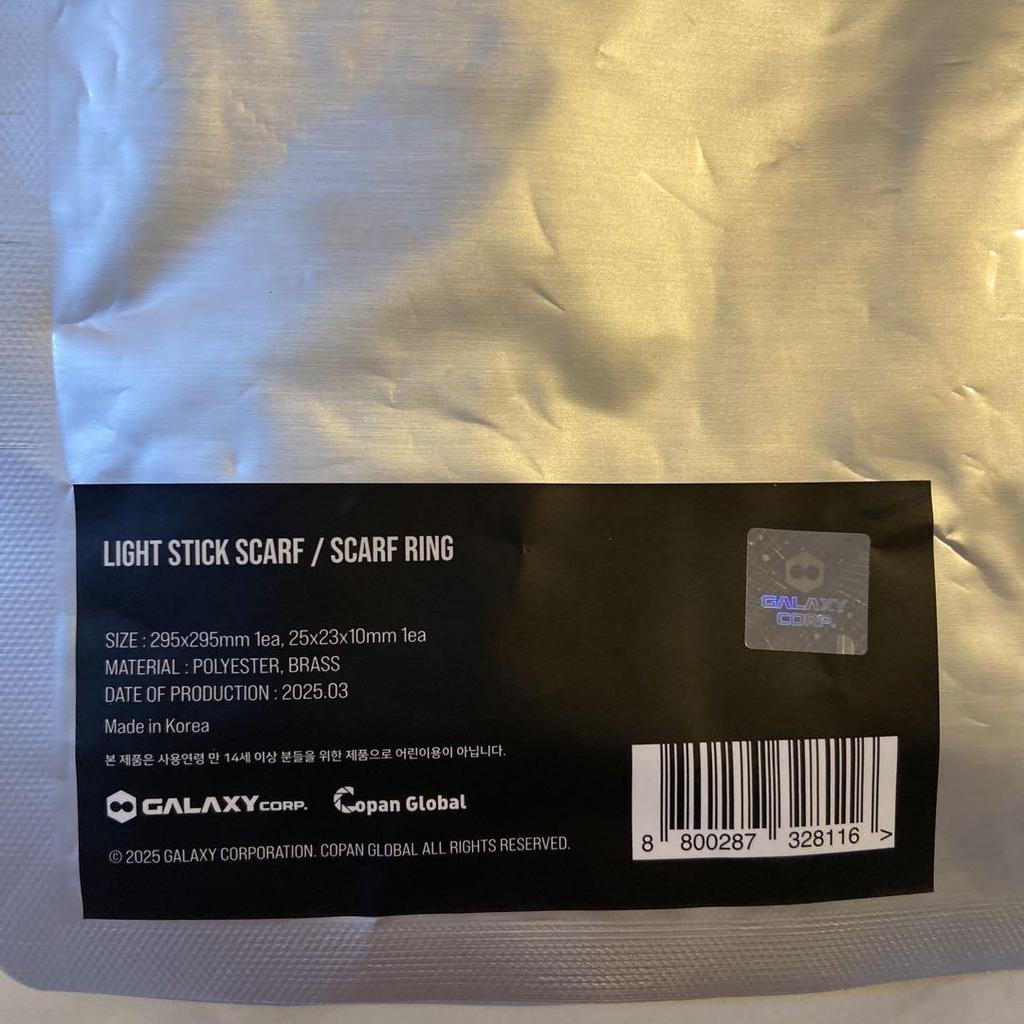 LIGHT STICK SCARF / SCARF RING
GALAXY
CORP.
SIZE : 295x295mm 1ea, 25x23x10mm 1ea
MATERIAL : POLYESTER, BRASS
DATE OF PRODUCTION : 2025.03
Made in Korea
본 제품은 사용연령 만 14세 이상 분들을 위한 제품으로 어린이용이 아닙니다.
GALAXY CORP. Copan Global
© 2025 GALAXY CORPORATION. COPAN GLOBAL ALL RIGHTS RESERVED.
8 800287 328116 >